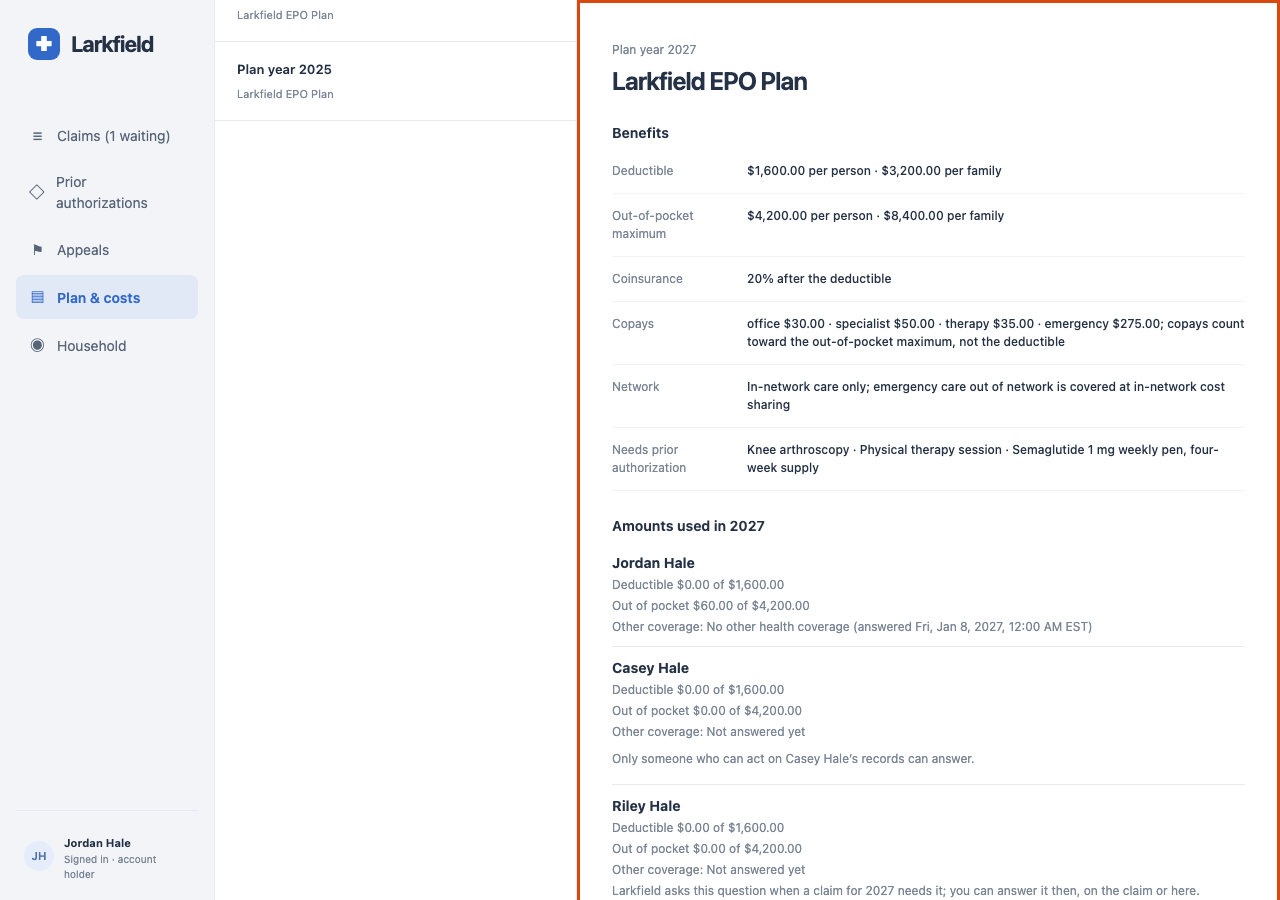 Larkfield
Claims (1 waiting)
Prior
authorizations
Appeals
Plan & costs
Household
JH
Jordan Hale
Signed in · account
holder
Larkfield EPO Plan
Plan year 2025
Larkfield EPO Plan
Plan year 2027
Larkfield EPO Plan
Benefits
Deductible
$1,600.00 per person · $3,200.00 per family
Out-of-pocket
maximum
$4,200.00 per person · $8,400.00 per family
Coinsurance
20% after the deductible
Copays
office $30.00 · specialist $50.00 · therapy $35.00 · emergency $275.00; copays count
toward the out-of-pocket maximum, not the deductible
Network
In-network care only; emergency care out of network is covered at in-network cost
sharing
Needs prior
authorization
Knee arthroscopy · Physical therapy session · Semaglutide 1 mg weekly pen, four-
week supply
Amounts used in 2027
Jordan Hale
Deductible $0.00 of $1,600.00
Out of pocket $60.00 of $4,200.00
Other coverage: No other health coverage (answered Fri, Jan 8, 2027, 12:00 AM EST)
Casey Hale
Deductible $0.00 of $1,600.00
Out of pocket $0.00 of $4,200.00
Other coverage: Not answered yet
Only someone who can act on Casey Hale's records can answer.
Riley Hale
Deductible $0.00 of $1,600.00
Out of pocket $0.00 of $4,200.00
Other coverage: Not answered yet
Larkfield asks this question when a claim for 2027 needs it; you can answer it then, on the claim or here.